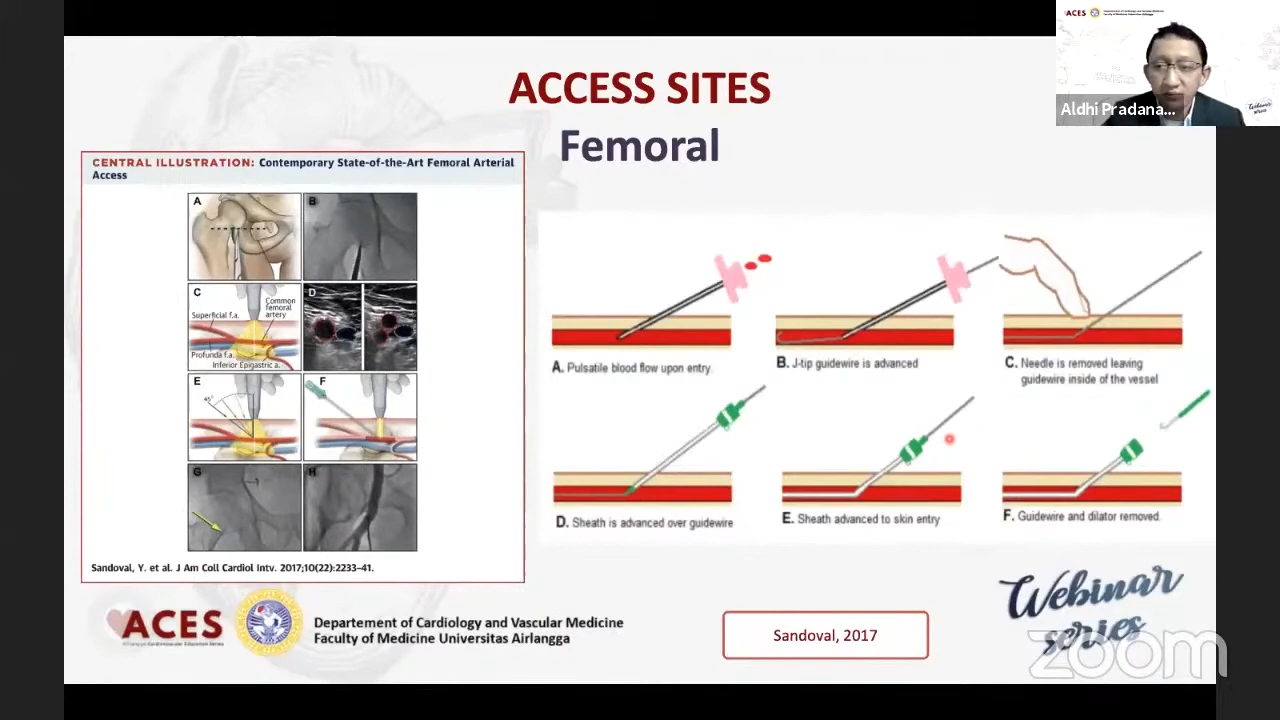 ACCESS SITES
Femoral
CENTRAL ILLUSTRATION: Contemporary State-of-the-Art Femoral Arterial
Access
A
B
C
Common
femoral
artery
Superficial f.a.
Profunda f.a.
Inferior Epigastric a.
D
E
45°
F
G
H
Sandoval, Y. et al. J Am Coll Cardiol Intv. 2017;10(22):2233–41.
A. Pulsatile blood flow upon entry.
B. J-tip guidewire is advanced
C. Needle is removed leaving
guidewire inside of the vessel
D. Sheath is advanced over guidewire
E. Sheath advanced to skin entry
F. Guidewire and dilator removed.
ACES
Departement of Cardiology and Vascular Medicine
Faculty of Medicine Universitas Airlangga
Sandoval, 2017
Webinar
series
zoom
ACES
Aldhi Pradana...
Webinar
series